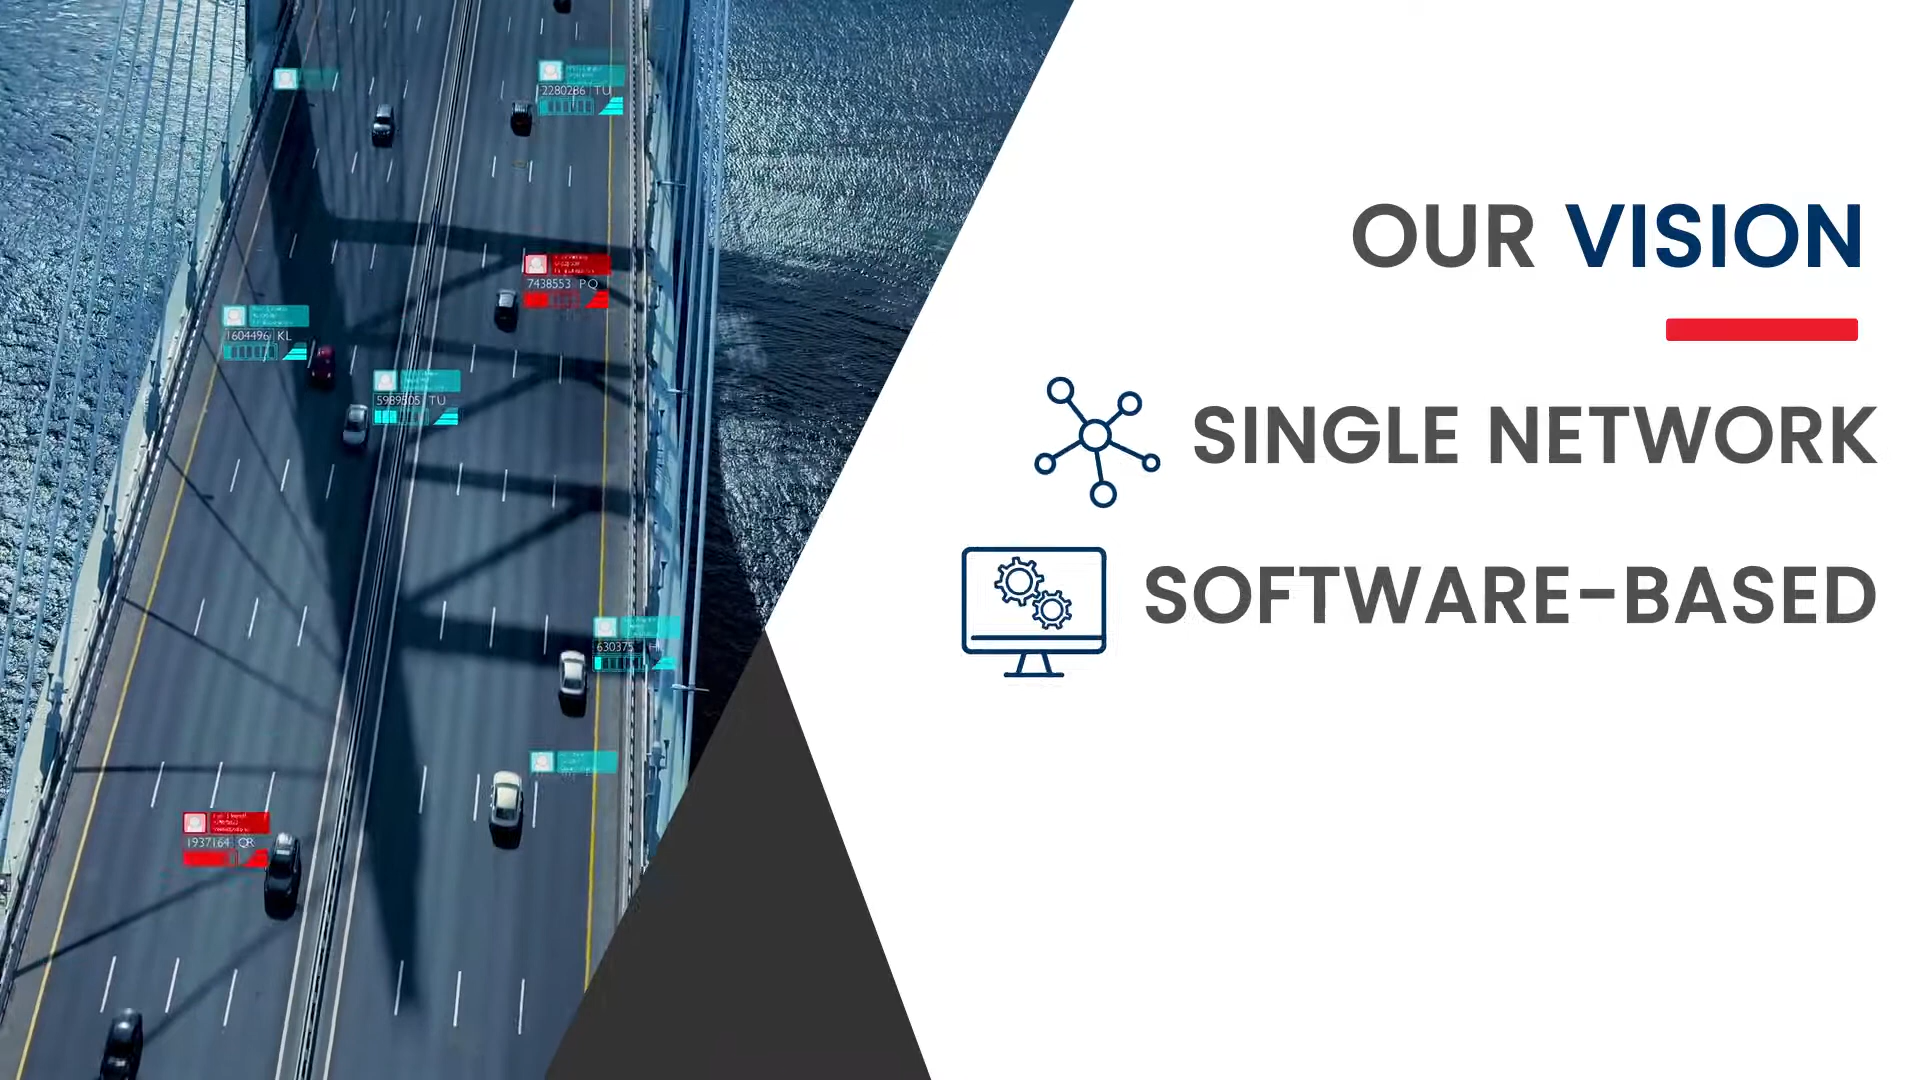 OUR VISION
SINGLE NETWORK
SOFTWARE-BASED
2280286 TU
7438553 PQ
1604496 KL
5989505 TU
630375
1937164 QR